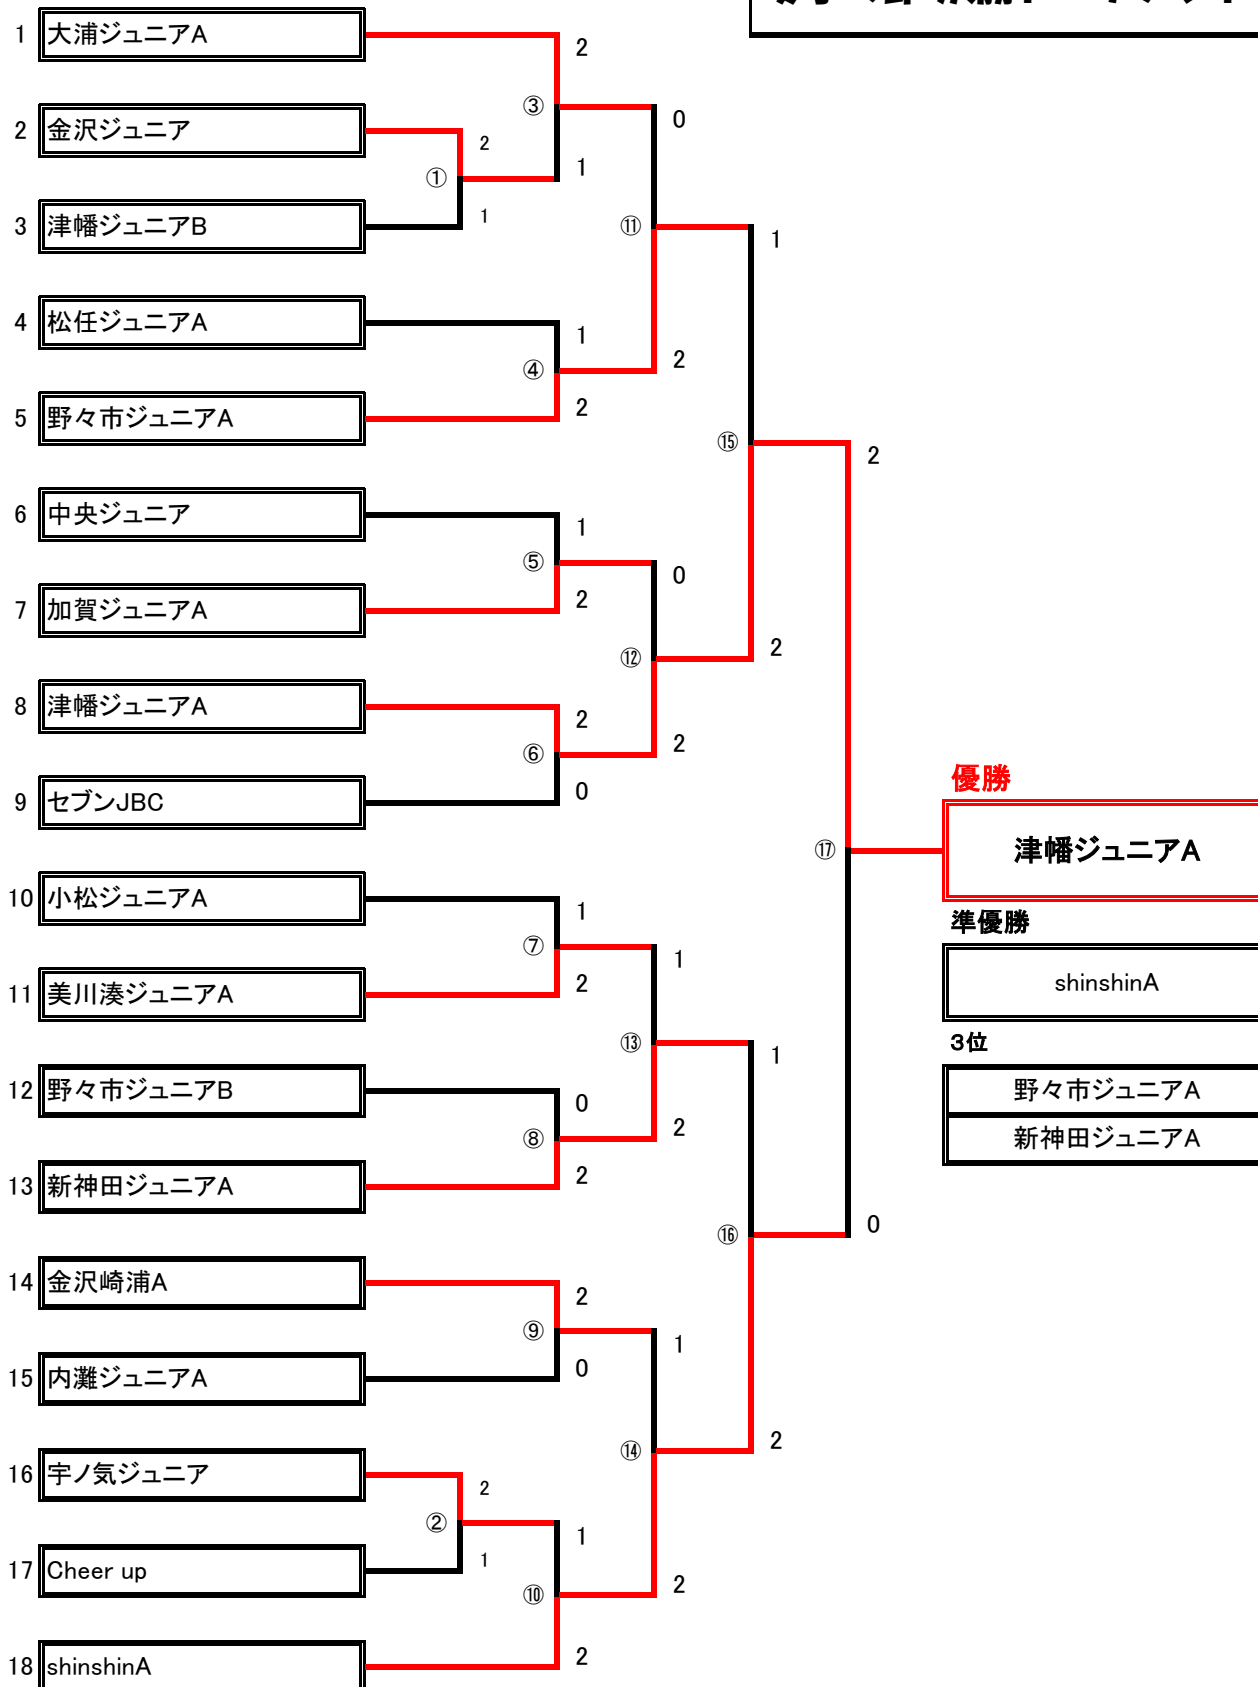 1 大浦ジュニアA
2
③
0
2 金沢ジュニア
2
①
1
1
3 津幡ジュニアB
⑪
1
4 松任ジュニアA
1
④
2
5 野々市ジュニアA
2
⑮
2
6 中央ジュニア
1
⑤
0
7 加賀ジュニアA
2
⑫
2
8 津幡ジュニアA
2
⑥
2
9 セブンJBC
0
優勝
津幡ジュニアA
⑰
10 小松ジュニアA
1
準優勝
⑦
1
shinshinA
11 美川湊ジュニアA
2
⑬
1
3位
12 野々市ジュニアB
0
野々市ジュニアA
⑧
2
新神田ジュニアA
13 新神田ジュニアA
2
⑯
0
14 金沢崎浦A
2
⑨
1
15 内灘ジュニアA
0
⑭
2
16 宇ノ気ジュニア
2
②
1
17 Cheer up
1
⑩
2
18 shinshinA
2